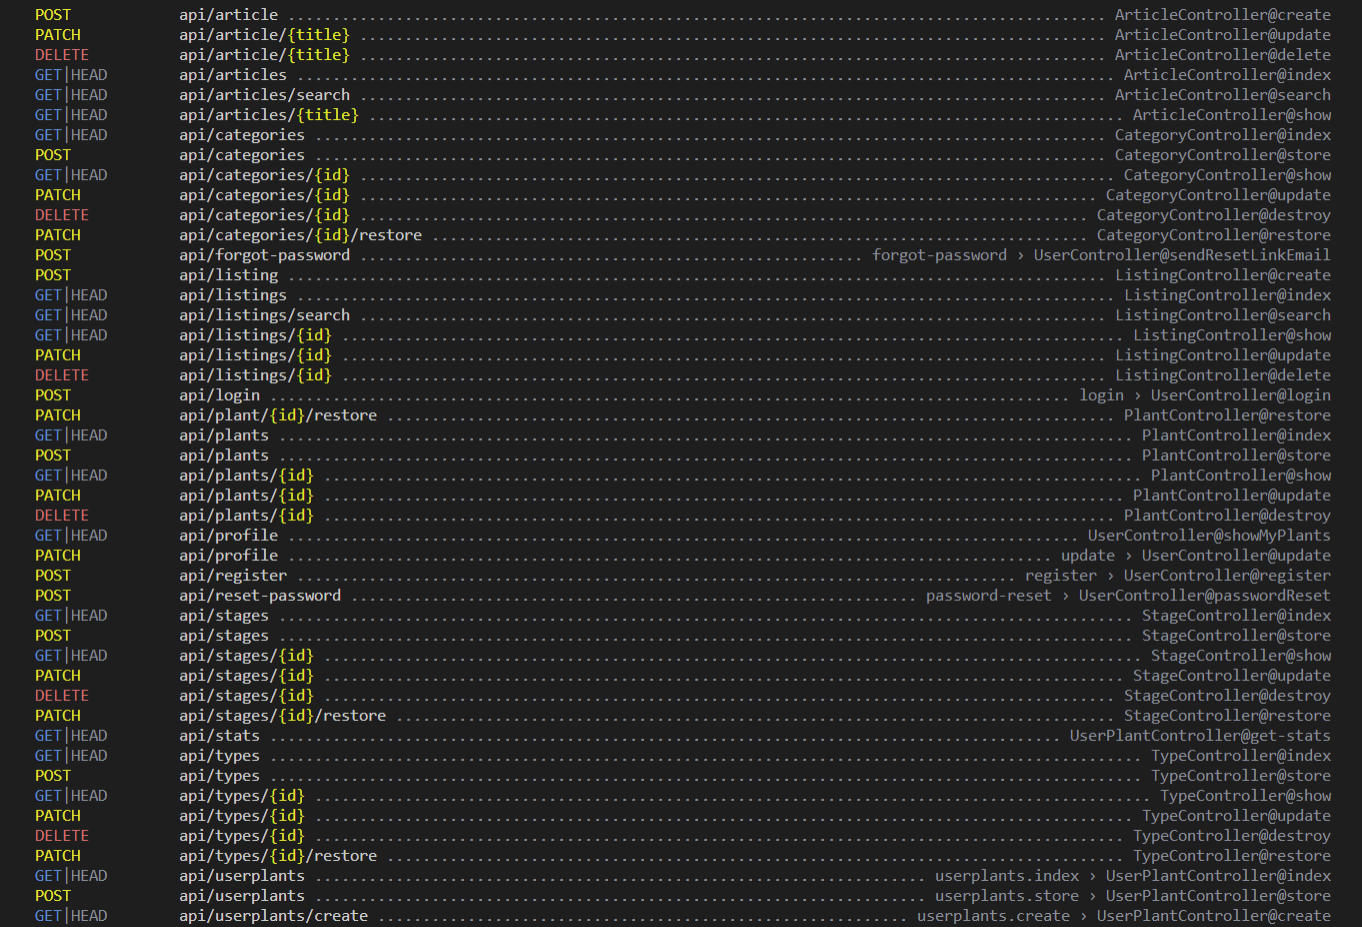 POST api/article ............ ArticleController@create
PATCH api/article/{title} ............ ArticleController@update
DELETE api/article/{title} ............ ArticleController@delete
GET|HEAD api/articles ............ ArticleController@index
GET|HEAD api/articles/search ............ ArticleController@search
GET|HEAD api/articles/{title} ............ ArticleController@show
GET|HEAD api/categories ............ CategoryController@index
POST api/categories ............ CategoryController@store
GET|HEAD api/categories/{id} ............ CategoryController@show
PATCH api/categories/{id} ............ CategoryController@update
DELETE api/categories/{id} ............ CategoryController@destroy
PATCH api/categories/{id}/restore ............ CategoryController@restore
POST api/forgot-password ............ forgot-password › UserController@sendResetLinkEmail
POST api/listing ............ ListingController@create
GET|HEAD api/listings ............ ListingController@index
GET|HEAD api/listings/search ............ ListingController@search
GET|HEAD api/listings/{id} ............ ListingController@show
PATCH api/listings/{id} ............ ListingController@update
DELETE api/listings/{id} ............ ListingController@delete
POST api/login ............ login › UserController@login
PATCH api/plant/{id}/restore ............ PlantController@restore
GET|HEAD api/plants ............ PlantController@index
POST api/plants ............ PlantController@store
GET|HEAD api/plants/{id} ............ PlantController@show
PATCH api/plants/{id} ............ PlantController@update
DELETE api/plants/{id} ............ PlantController@destroy
GET|HEAD api/profile ............ UserController@showMyPlants
PATCH api/profile ............ update › UserController@update
POST api/register ............ register › UserController@register
POST api/reset-password ............ password-reset › UserController@passwordReset
GET|HEAD api/stages ............ StageController@index
POST api/stages ............ StageController@store
GET|HEAD api/stages/{id} ............ StageController@show
PATCH api/stages/{id} ............ StageController@update
DELETE api/stages/{id} ............ StageController@destroy
PATCH api/stages/{id}/restore ............ StageController@restore
GET|HEAD api/stats ............ UserPlantController@get-stats
GET|HEAD api/types ............ TypeController@index
POST api/types ............ TypeController@store
GET|HEAD api/types/{id} ............ TypeController@show
PATCH api/types/{id} ............ TypeController@update
DELETE api/types/{id} ............ TypeController@destroy
PATCH api/types/{id}/restore ............ TypeController@restore
GET|HEAD api/userplants ............ userplants.index › UserPlantController@index
POST api/userplants ............ userplants.store › UserPlantController@store
GET|HEAD api/userplants/create ............ userplants.create › UserPlantController@create